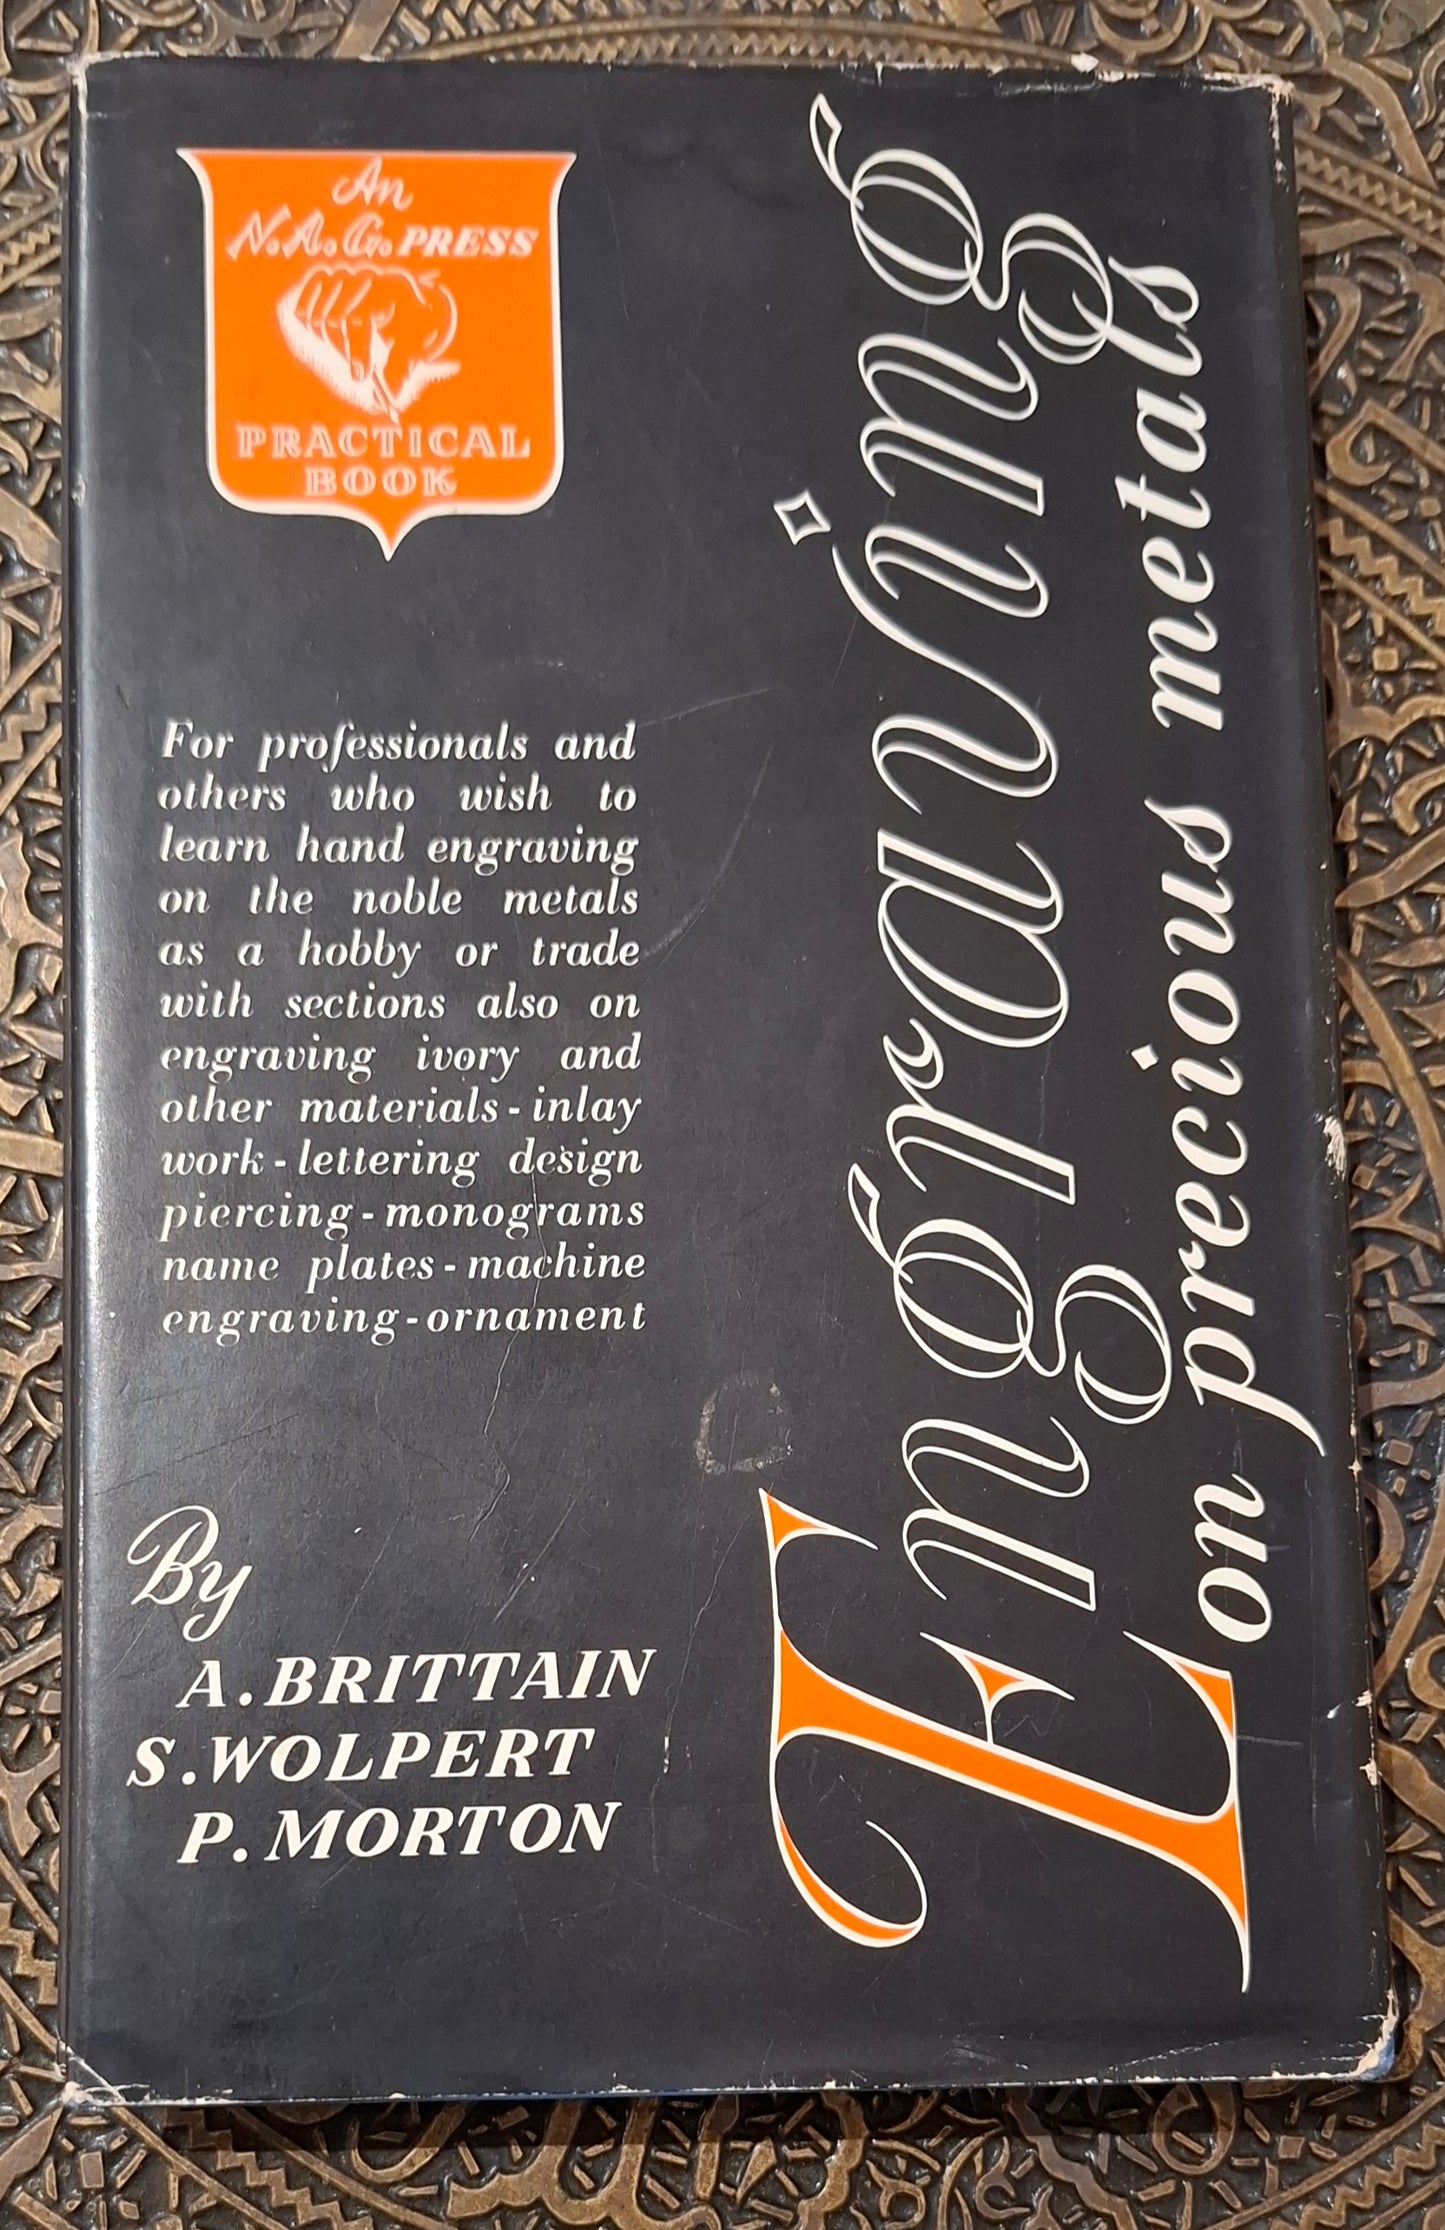 An
N.A.G. PRESS
PRACTICAL
BOOK
Engraving
on precious metals
For professionals and
others who wish to
learn hand engraving
on the noble metals
as a hobby or trade
with sections also on
engraving ivory and
other materials - inlay
work - lettering design
piercing - monograms
name plates - machine
engraving - ornament
By
A. BRITTAIN
S. WOLPERT
P. MORTON